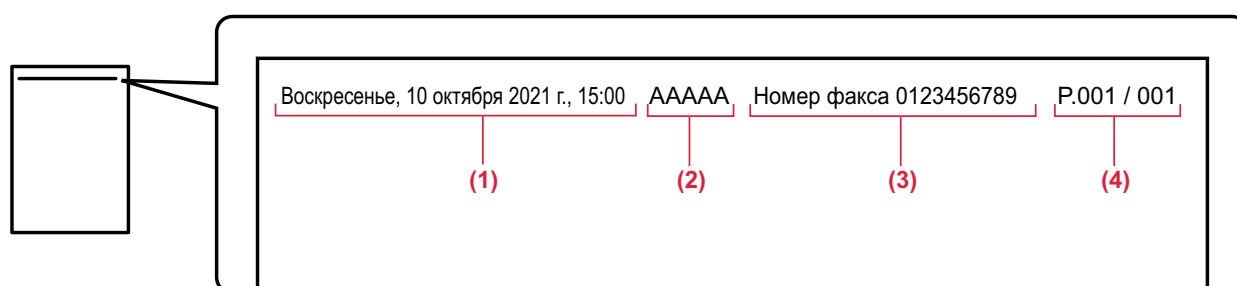 Воскресенье, 10 октября 2021 г., 15:00 AAAAA Номер факса 0123456789 P.001 / 001
(1) (2) (3) (4)